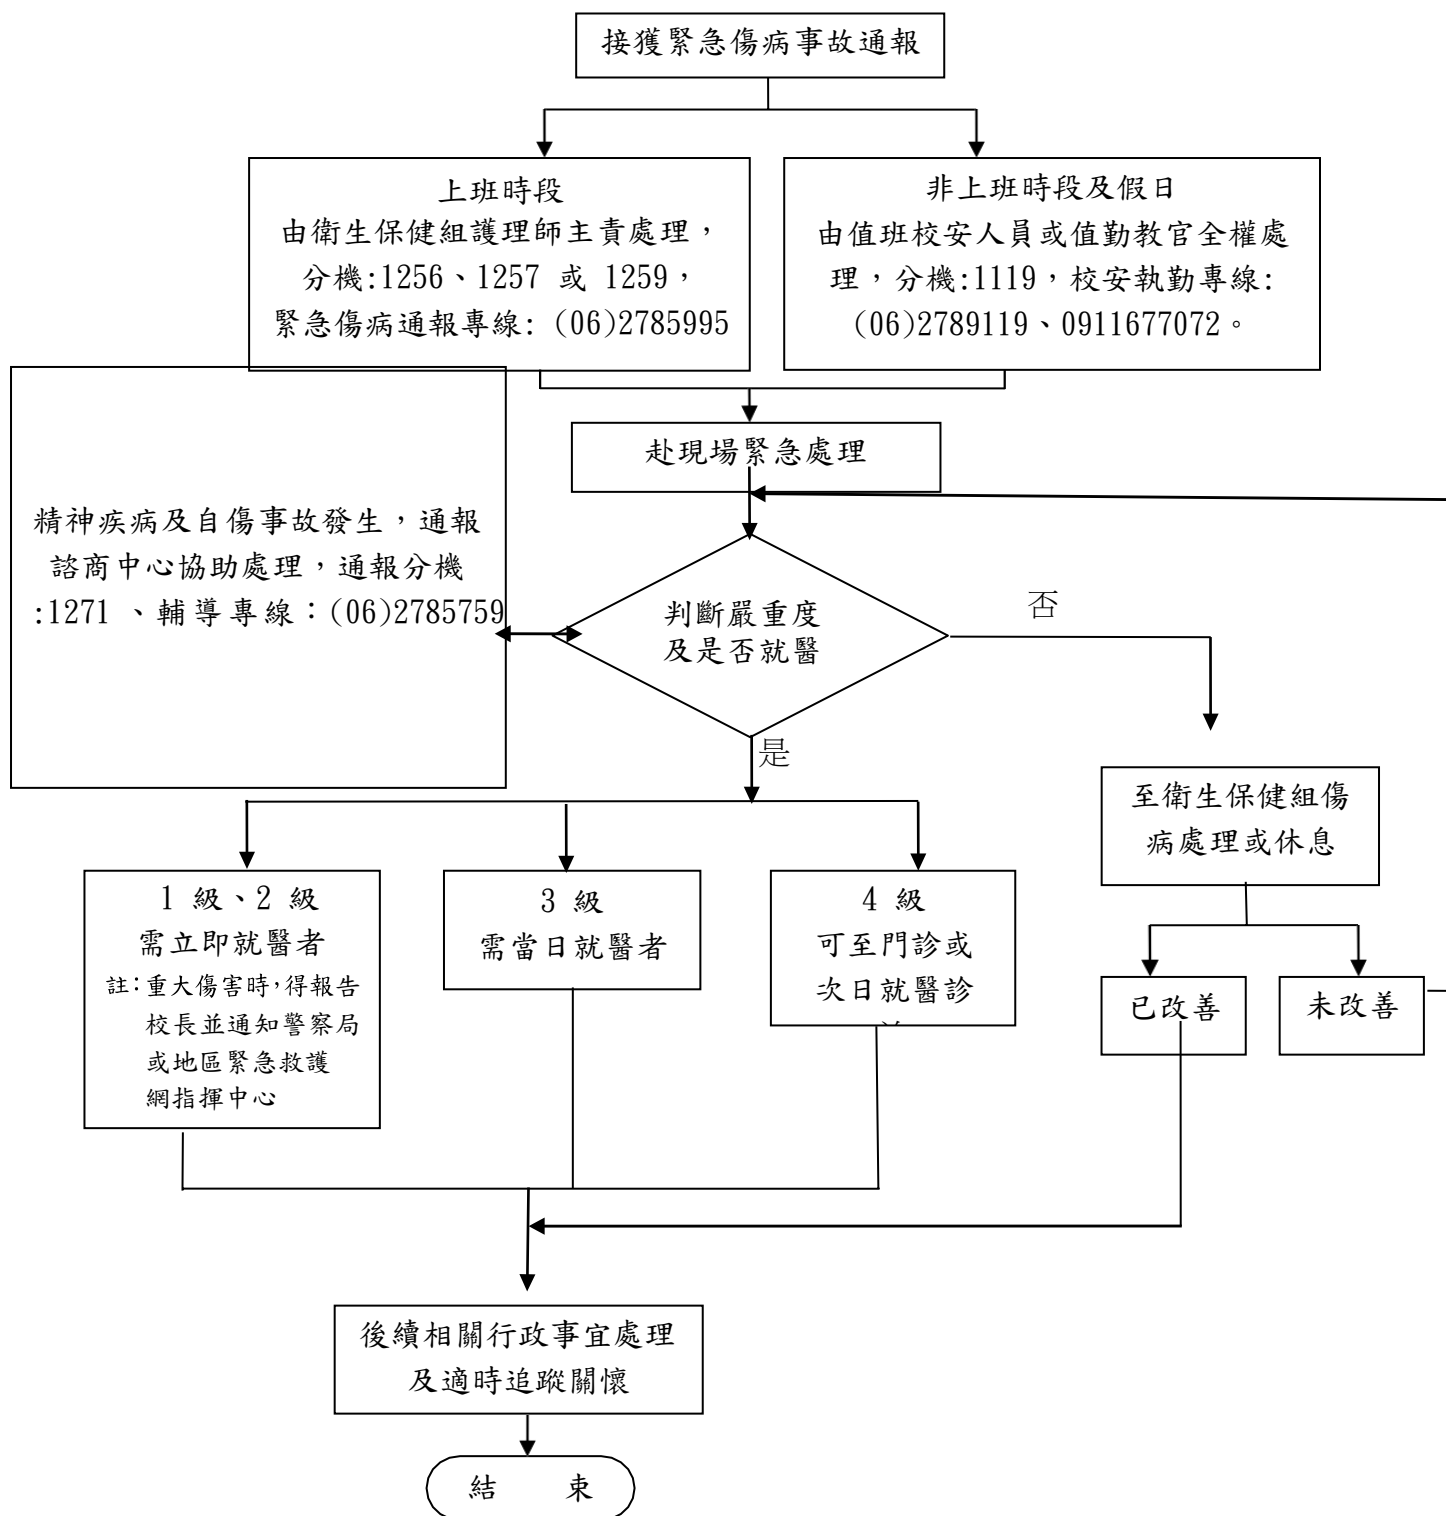 接獲緊急傷病事故通報
上班時段
由衛生保健組護理師主責處理，
分機:1256、1257 或 1259，
緊急傷病通報專線: (06)2785995
非上班時段及假日
由值班校安人員或值勤教官全權處
理，分機:1119，校安執勤專線:
(06)2789119、0911677072。
赴現場緊急處理
精神疾病及自傷事故發生，通報
諮商中心協助處理，通報分機
:1271 、輔導專線：(06)2785759
判斷嚴重度
及是否就醫
否
是
至衛生保健組傷
病處理或休息
1 級、2 級
需立即就醫者
註:重大傷害時,得報告
校長並通知警察局
或地區緊急救護
網指揮中心
3 級
需當日就醫者
4 級
可至門診或
次日就醫診
已改善
未改善
後續相關行政事宜處理
及適時追蹤關懷
結 束